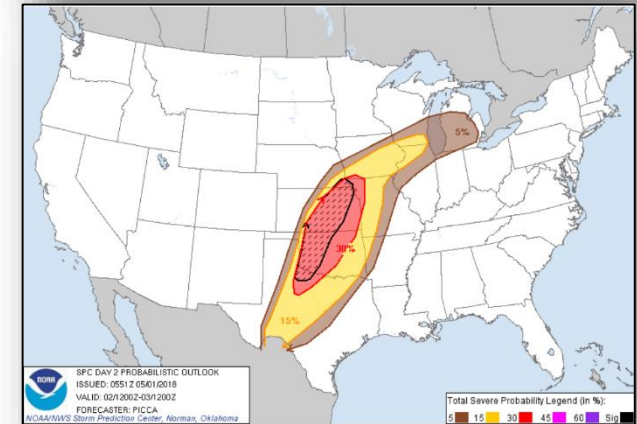 5%
30%
15%
NOAA
SPC DAY 2 PROBABILISTIC OUTLOOK
ISSUED: 0551Z 05/01/2018
VALID: 02/1200Z-03/1200Z
FORECASTER: PICCA
NOAA/NWS Storm Prediction Center, Norman, Oklahoma
Total Severe Probability Legend (in %):
5 15 30 45 60 Sig